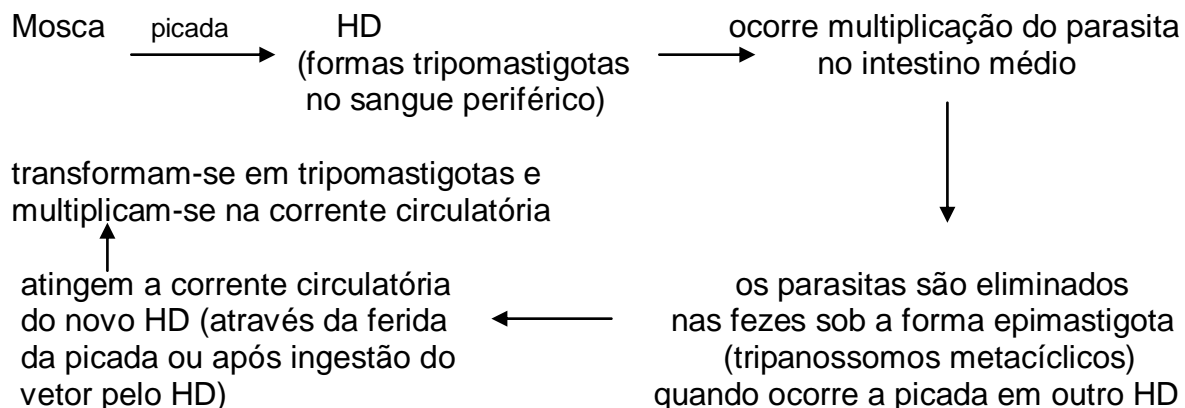 Mosca
picada
HD
(formas tripomastigotas
no sangue periférico)
ocorre multiplicação do parasita
no intestino médio
os parasitas são eliminados
nas fezes sob a forma epimastigota
(tripanossomos metacíclicos)
quando ocorre a picada em outro HD
atingem a corrente circulatória
do novo HD (através da ferida
da picada ou após ingestão do
vetor pelo HD)
transformam-se em tripomastigotas e
multiplicam-se na corrente circulatória